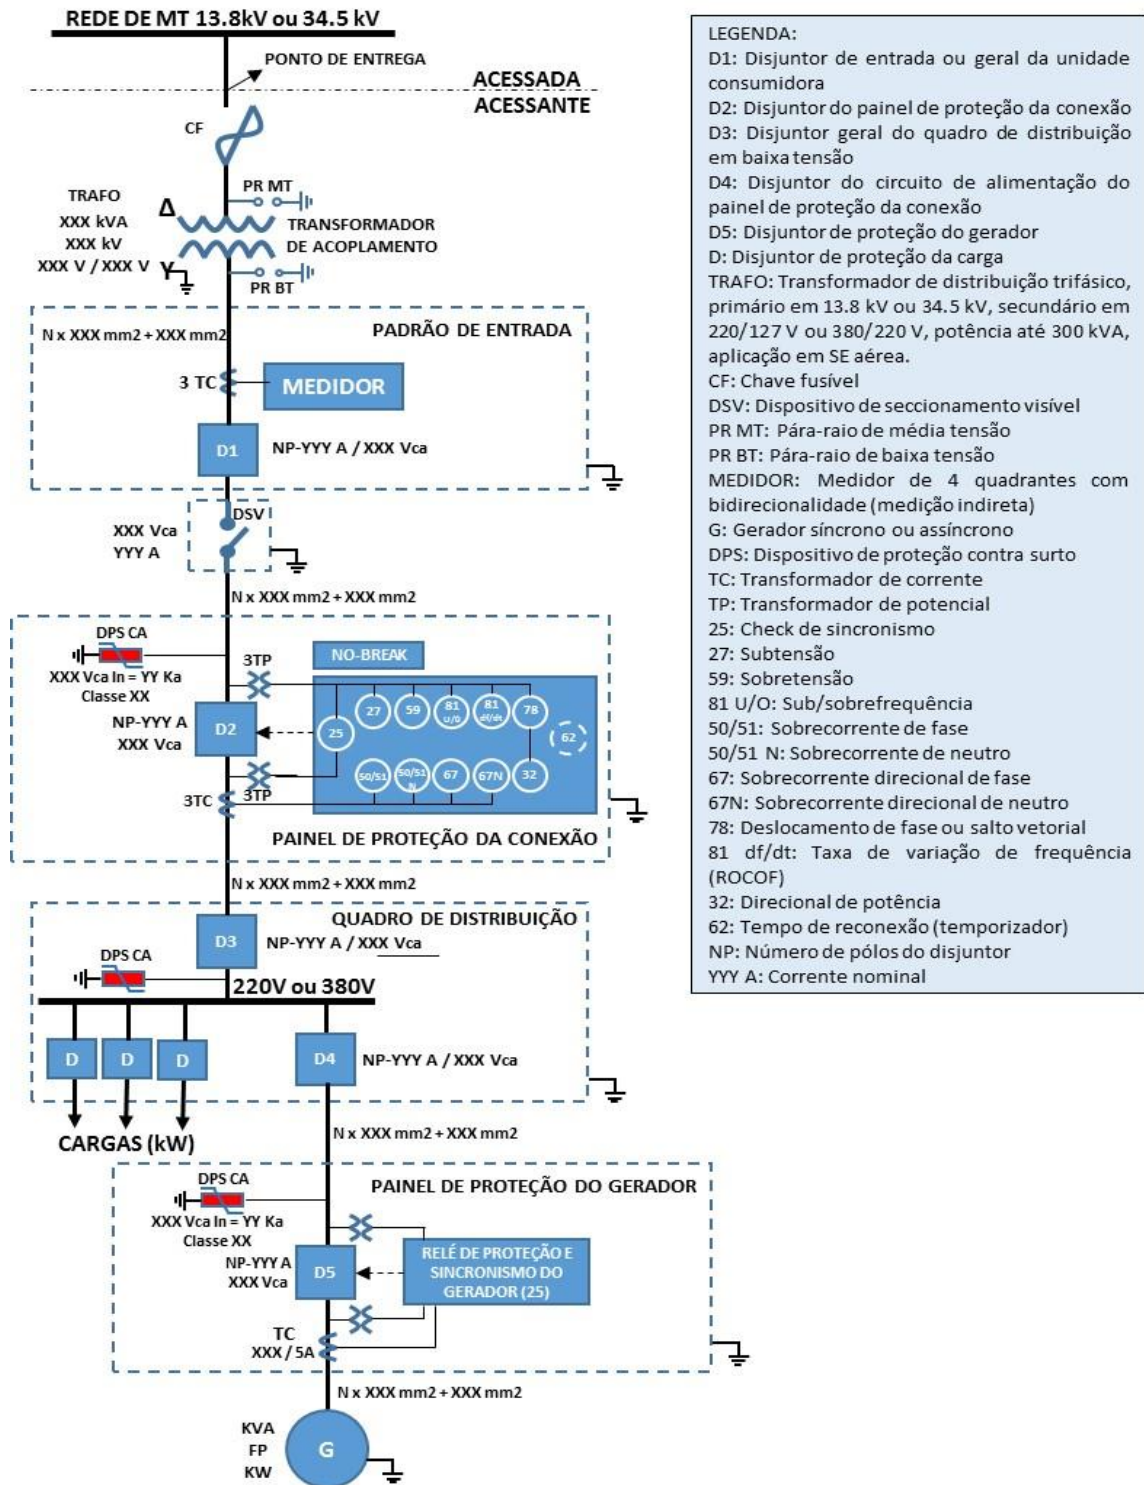 REDE DE MT 13.8kV ou 34.5 kV
PONTO DE ENTREGA
ACESSADA
ACESSANTE
CF
PR MT
TRAFO
XXX kVA
XXX kV
XXX V / XXX V
Δ
Y
TRANSFORMADOR
DE ACOPLAMENTO
PR BT
N x XXX mm2 + XXX mm2
PADRÃO DE ENTRADA
3 TC
MEDIDOR
D1
NP-YYY A / XXX Vca
DSV
XXX Vca
YYY A
N x XXX mm2 + XXX mm2
DPS CA
XXX Vca In = YY Ka
Classe XX
3TP
NO-BREAK
NP-YYY A
XXX Vca
D2
25
27
59
81
U/O
81
df/dt
78
62
50/51
50/51
N
67
67N
32
3TP
3TC
PAINEL DE PROTEÇÃO DA CONEXÃO
N x XXX mm2 + XXX mm2
QUADRO DE DISTRIBUIÇÃO
D3
NP-YYY A / XXX Vca
DPS CA
220V ou 380V
D
D
D
D4
NP-YYY A / XXX Vca
CARGAS (kW)
N x XXX mm2 + XXX mm2
DPS CA
PAINEL DE PROTEÇÃO DO GERADOR
XXX Vca In = YY Ka
Classe XX
NP-YYY A
XXX Vca
D5
RELÉ DE PROTEÇÃO E
SINCRONISMO DO
GERADOR (25)
TC
XXX / 5A
N x XXX mm2 + XXX mm2
KVA
FP
KW
G
LEGENDA:
D1: Disjuntor de entrada ou geral da unidade
consumidora
D2: Disjuntor do painel de proteção da conexão
D3: Disjuntor geral do quadro de distribuição
em baixa tensão
D4: Disjuntor do circuito de alimentação do
painel de proteção da conexão
D5: Disjuntor de proteção do gerador
D: Disjuntor de proteção da carga
TRAFO: Transformador de distribuição trifásico,
primário em 13.8 kV ou 34.5 kV, secundário em
220/127 V ou 380/220 V, potência até 300 kVA,
aplicação em SE aérea.
CF: Chave fusível
DSV: Dispositivo de seccionamento visível
PR MT: Pára-raio de média tensão
PR BT: Pára-raio de baixa tensão
MEDIDOR: Medidor de 4 quadrantes com
bidirecionalidade (medição indireta)
G: Gerador síncrono ou assíncrono
DPS: Dispositivo de proteção contra surto
TC: Transformador de corrente
TP: Transformador de potencial
25: Check de sincronismo
27: Subtensão
59: Sobretensão
81 U/O: Sub/sobrefrequência
50/51: Sobrecorrente de fase
50/51 N: Sobrecorrente de neutro
67: Sobrecorrente direcional de fase
67N: Sobrecorrente direcional de neutro
78: Deslocamento de fase ou salto vetorial
81 df/dt: Taxa de variação de frequência
(ROCOF)
32: Direcional de potência
62: Tempo de reconexão (temporizador)
NP: Número de pólos do disjuntor
YYY A: Corrente nominal